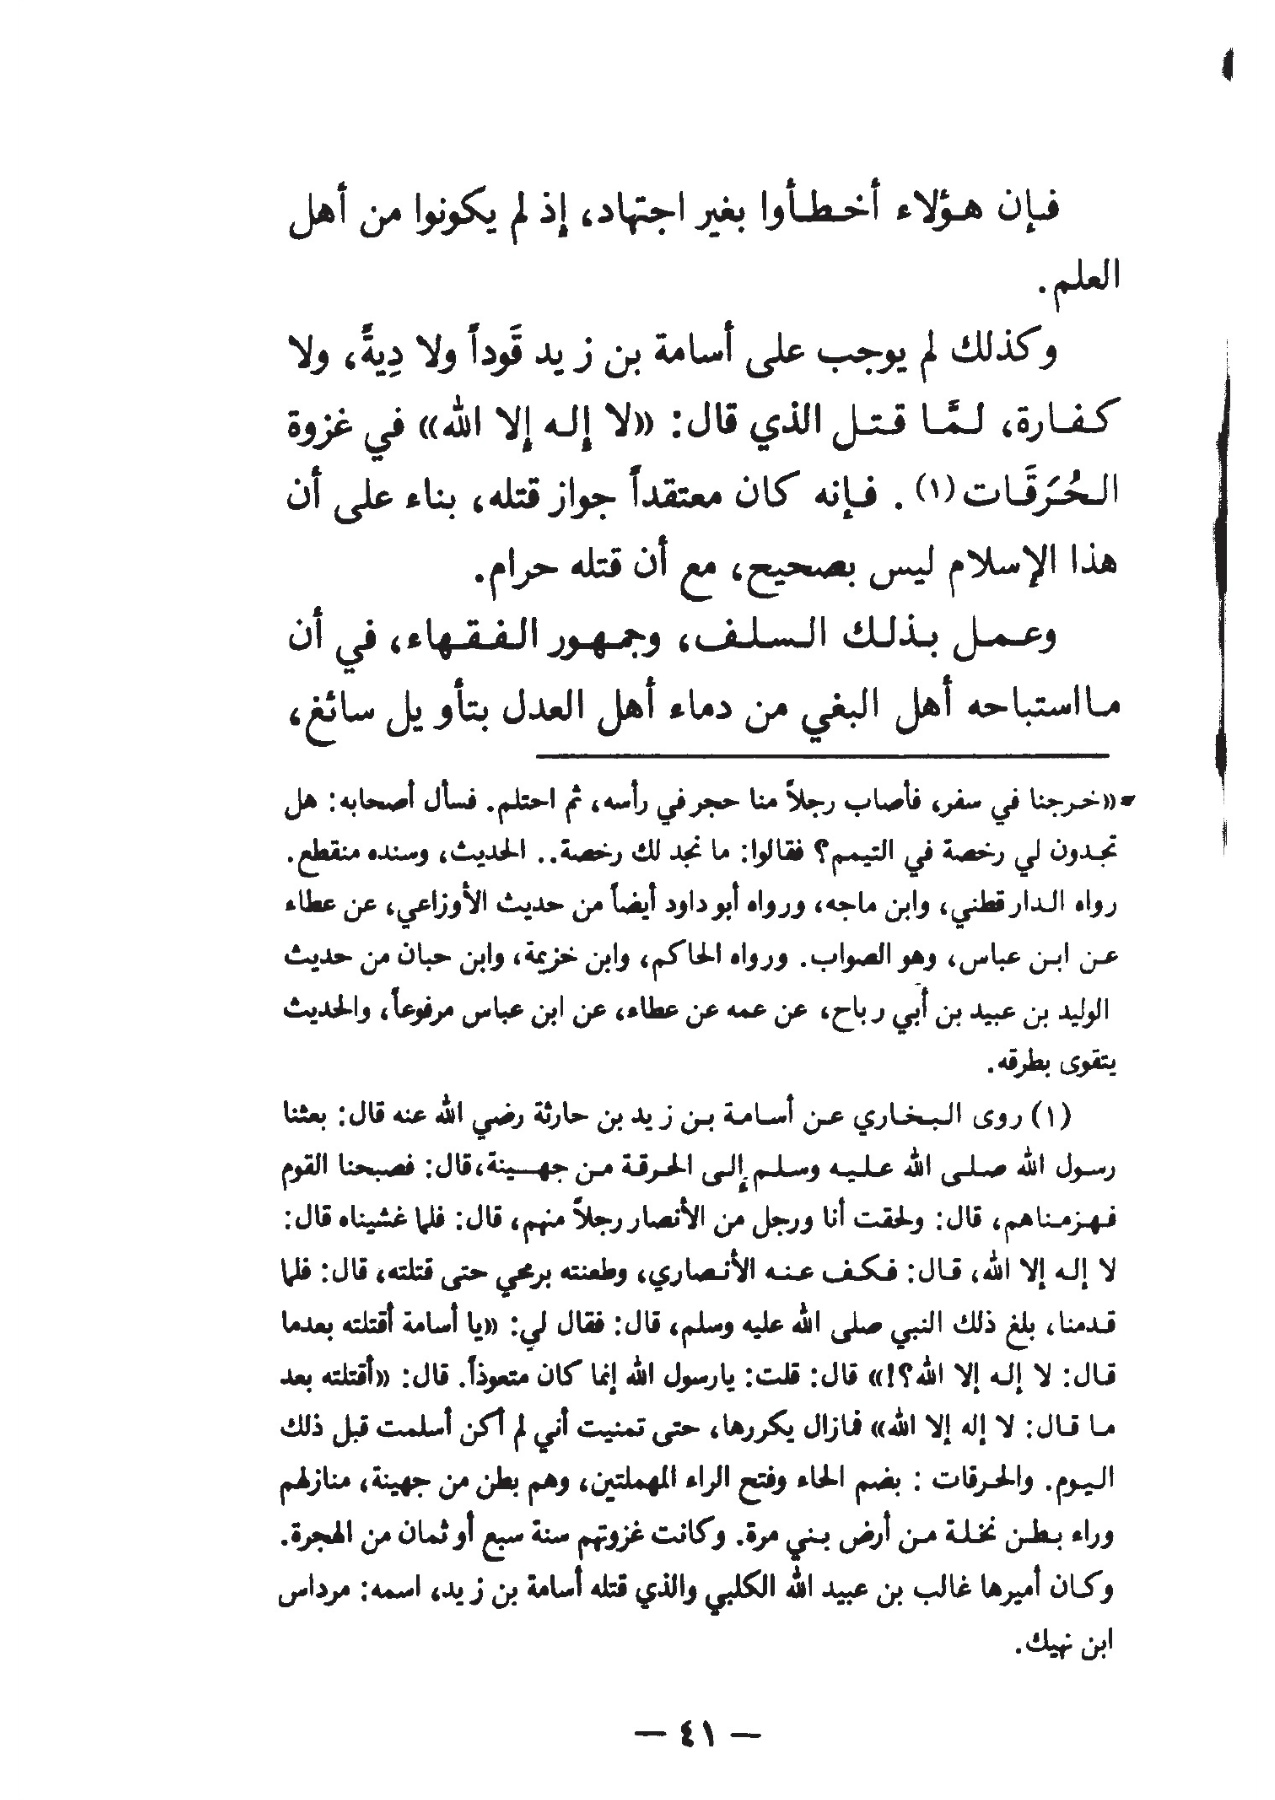 فإن هؤلاء أخطأوا بغير اجتهاد، إذ لم يكونوا من أهل
العلم.
وكذلك لم يوجب على أسامة بن زيد قَوداً ولا دِيةً، ولا
كفارة، لمَّا قتل الذي قال: «لا إله إلا الله» في غزوة
الحُرَقَات (١). فإنه كان معتقداً جواز قتله، بناء على أن
هذا الإسلام ليس بصحيح، مع أن قتله حرام.
وعمل بذلك السلف، وجمهور الفقهاء، في أن
ما استباحه أهل البغي من دماء أهل العدل بتأويل سائغ،
= «خرجنا في سفر، فأصاب رجلاً منا حجر في رأسه، ثم احتلم. فسأل أصحابه: هل
تجدون لي رخصة في التيمم؟ فقالوا: ما نجد لك رخصة.. الحديث، وسنده منقطع.
رواه الدارقطني، وابن ماجه، ورواه أبو داود أيضاً من حديث الأوزاعي، عن عطاء
عن ابن عباس، وهو الصواب. ورواه الحاكم، وابن خزيمة، وابن حبان من حديث
الوليد بن عبيد بن أبي رباح، عن عمه عن عطاء، عن ابن عباس مرفوعاً، والحديث
يتقوى بطرقه.
(١) روى البخاري عن أسامة بن زيد بن حارثة رضي الله عنه قال: بعثنا
رسول الله صلى الله عليه وسلم إلى الحرقة من جهينة، قال: فصبحنا القوم
فهزمناهم، قال: ولحقت أنا ورجل من الأنصار رجلاً منهم، قال: فلما غشيناه قال:
لا إله إلا الله، قال: فكف عنه الأنصاري، وطعنته برمحي حتى قتلته، قال: فلما
قدمنا، بلغ ذلك النبي صلى الله عليه وسلم، قال: فقال لي: «يا أسامة أقتلته بعدما
قال: لا إله إلا الله؟!» قال: قلت: يارسول الله إنما كان متعوذاً. قال: «أقتلته بعد
ما قال: لا إله إلا الله» فمازال يكررها، حتى تمنيت أني لم أكن أسلمت قبل ذلك
اليوم. والحرقات : بضم الحاء وفتح الراء المهملتين، وهم بطن من جهينة، منازلهم
وراء بطن نخلة من أرض بني مرة. وكانت غزوتهم سنة سبع أو ثمان من الهجرة.
وكان أميرها غالب بن عبيد الله الكلبي والذي قتله أسامة بن زيد، اسمه: مرداس
ابن نهيك.
— ٤١ —